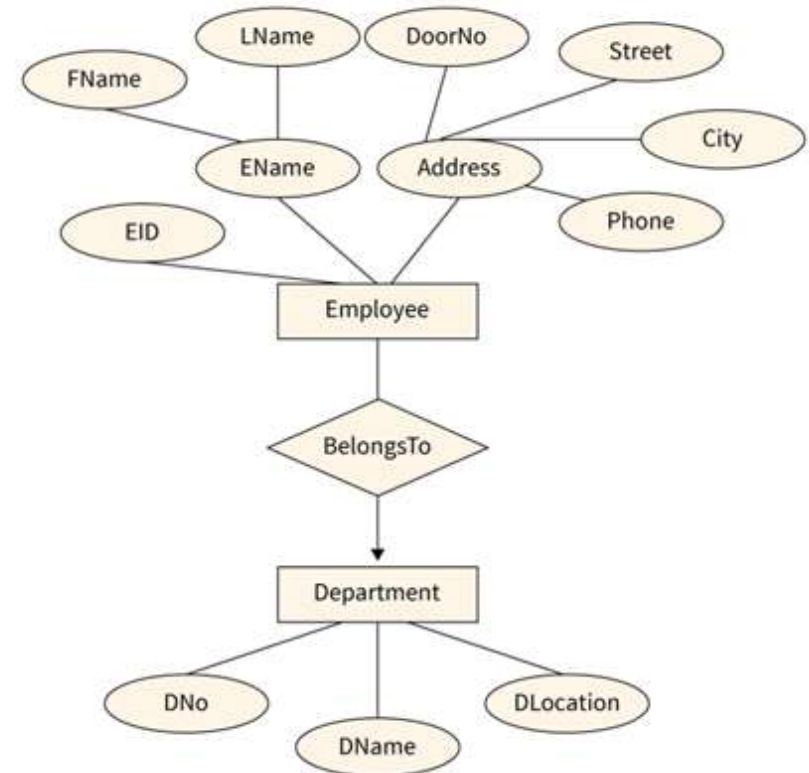 LName
DoorNo
Street
FName
City
EName
Address
Phone
EID
Employee
BelongsTo
Department
DNo
DLocation
DName